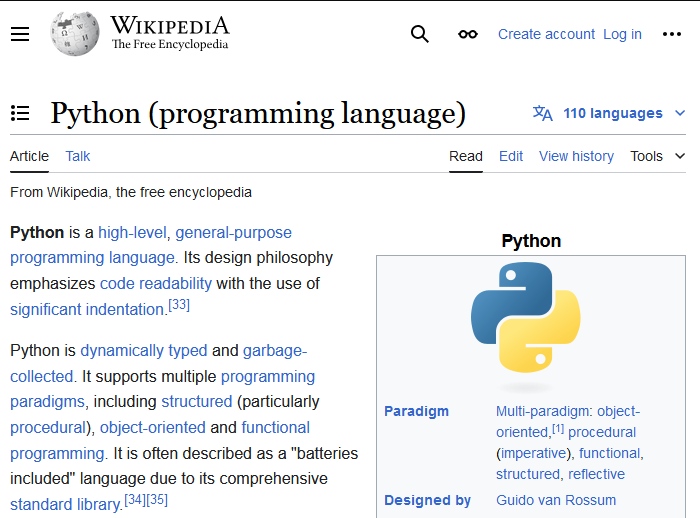 WIKIPEDIA
The Free Encyclopedia
Create account Log in
Python (programming language)
110 languages
Article Talk
Read Edit View history Tools
From Wikipedia, the free encyclopedia
Python is a high-level, general-purpose
programming language. Its design philosophy
emphasizes code readability with the use of
significant indentation.[33]
Python is dynamically typed and garbage-
collected. It supports multiple programming
paradigms, including structured (particularly
procedural), object-oriented and functional
programming. It is often described as a "batteries
included" language due to its comprehensive
standard library.[34][35]
Python
Paradigm
Multi-paradigm: object-
oriented,[1] procedural
(imperative), functional,
structured, reflective
Designed by Guido van Rossum